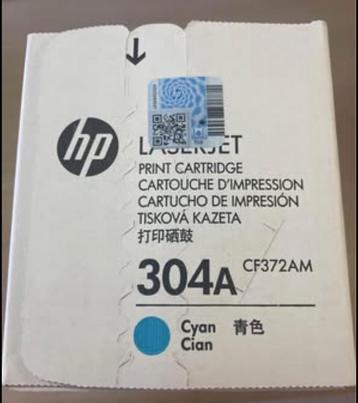 hp
LASERJET
PRINT CARTRIDGE
CARTOUCHE D'IMPRESSION
CARTUCHO DE IMPRESIÓN
TISKOVÁ KAZETA
打印硒鼓
304A CF372AM
Cyan 青色
Cian